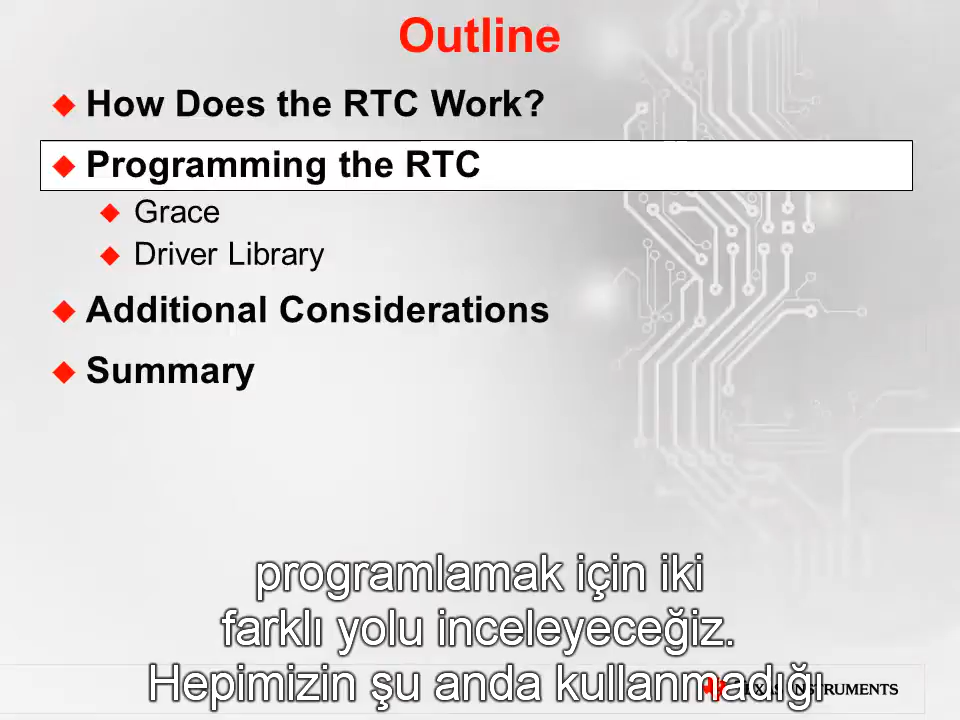 Outline
How Does the RTC Work?
Programming the RTC
Grace
Driver Library
Additional Considerations
Summary
programlamak için iki
farklı yolu inceleyeceğiz.
Hepimizin şu anda kullanmadığı
TEXAS INSTRUMENTS